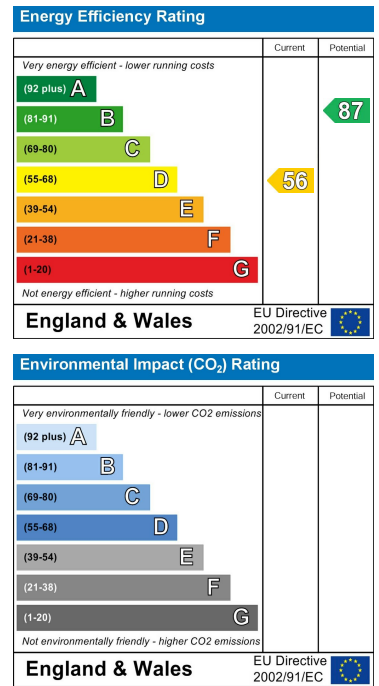 Energy Efficiency Rating
Current Potential
Very energy efficient - lower running costs
(92 plus) A
(81-91) B
87
(69-80) C
(55-68) D
56
(39-54) E
(21-38) F
(1-20) G
Not energy efficient - higher running costs
England & Wales
EU Directive
2002/91/EC
Environmental Impact (CO₂) Rating
Current Potential
Very environmentally friendly - lower CO2 emissions
(92 plus) A
(81-91) B
(69-80) C
(55-68) D
(39-54) E
(21-38) F
(1-20) G
Not environmentally friendly - higher CO2 emissions
England & Wales
EU Directive
2002/91/EC